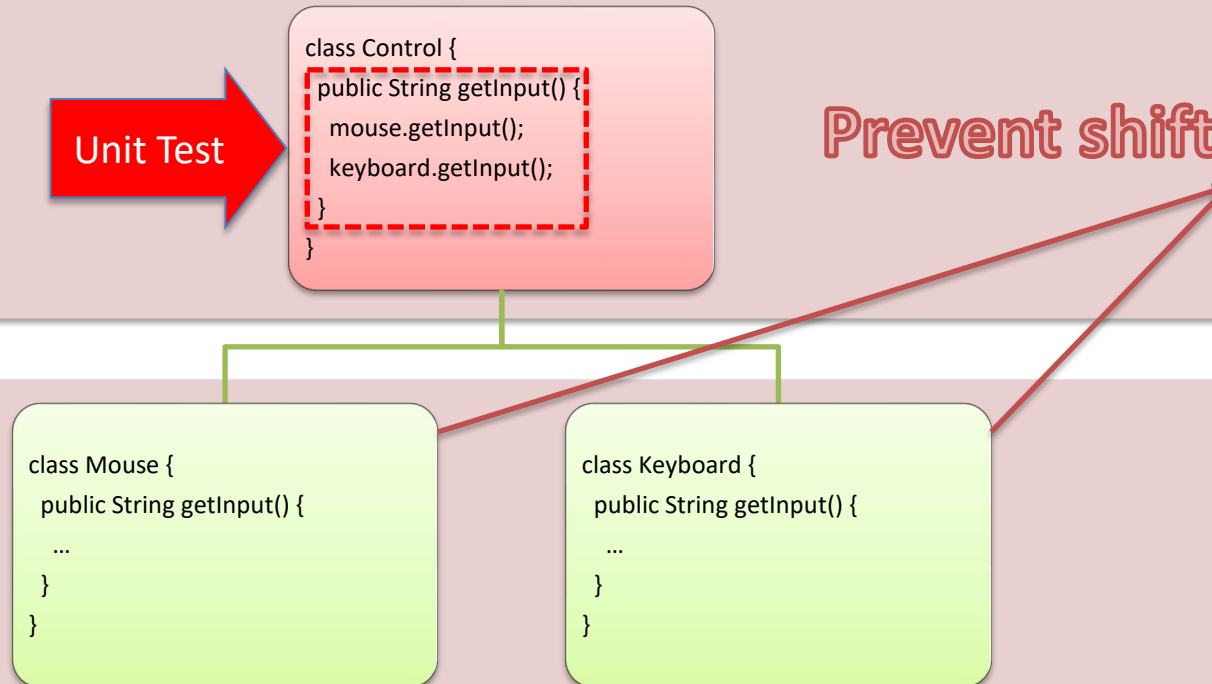 class Control {
public String getInput() {
mouse.getInput();
keyboard.getInput();
}
}
Unit Test
Prevent shift
class Mouse {
public String getInput() {
...
}
}
class Keyboard {
public String getInput() {
...
}
}